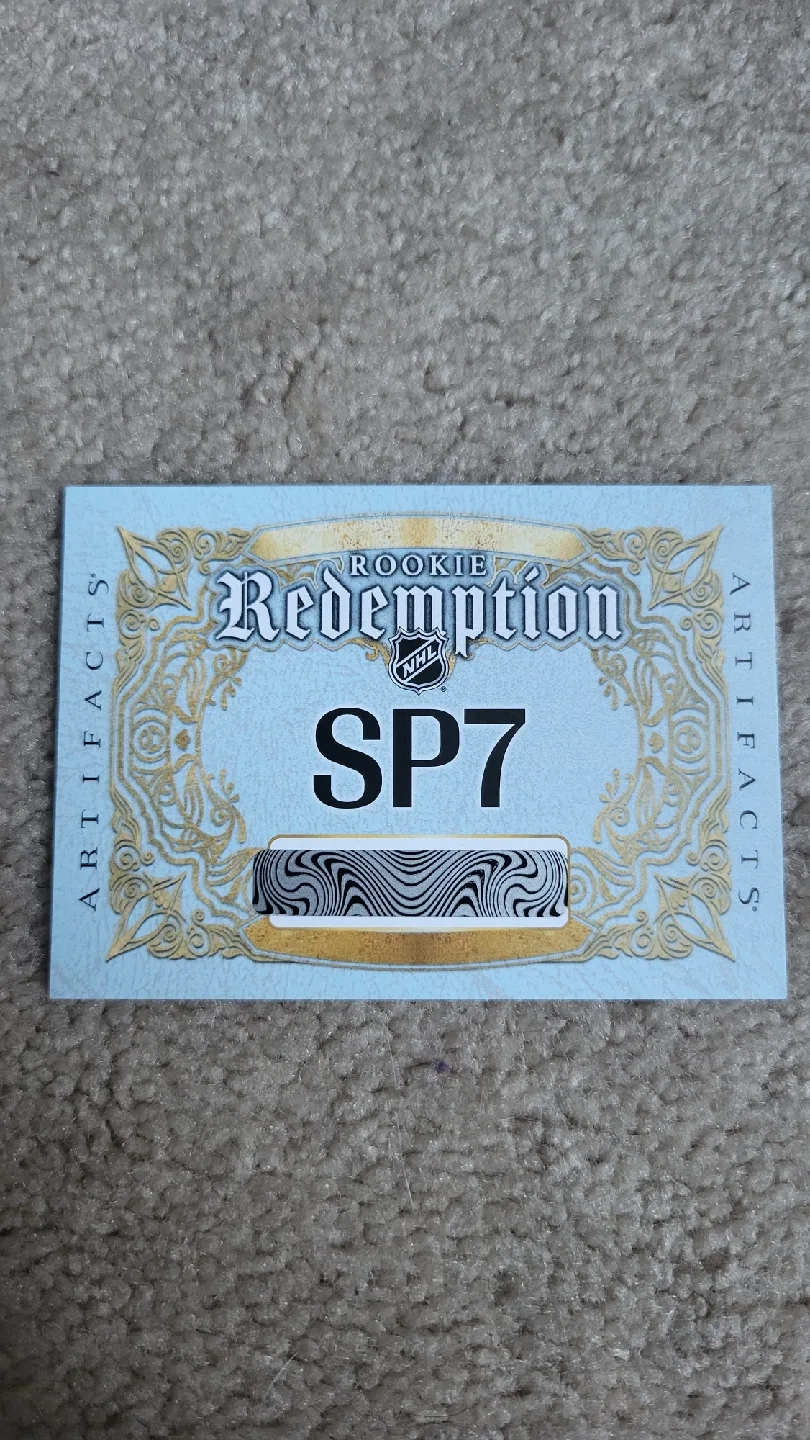 ROOKIE
Redemption
NHL
SP7
ARTIFACTS
ARTIFACTS